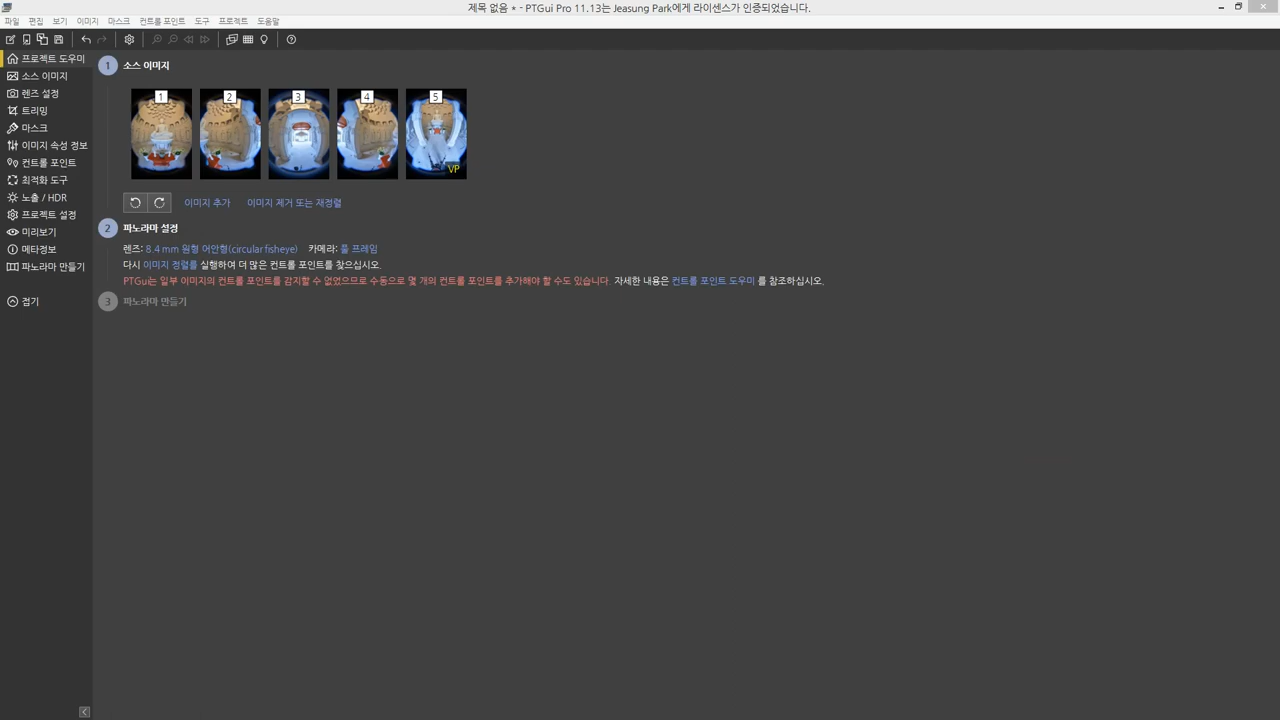 제목 없음 * - PTGui Pro 11.13는 Jeasung Park에게 라이센스가 인증되었습니다.
파일 편집 보기 이미지 마스크 컨트롤 포인트 도구 프로젝트 도움말
프로젝트 도우미
소스 이미지
렌즈 설정
트리밍
마스크
이미지 속성 정보
컨트롤 포인트
최적화 도구
노출 / HDR
프로젝트 설정
미리보기
메타정보
파노라마 만들기
접기
1 소스 이미지
1 2 3 4 5
VP
이미지 추가 이미지 제거 또는 재정렬
2 파노라마 설정
렌즈: 8.4 mm 원형 어안형(circular fisheye) 카메라: 풀 프레임
다시 이미지 정렬를 실행하여 더 많은 컨트롤 포인트를 찾으십시오.
PTGui는 일부 이미지의 컨트롤 포인트를 감지할 수 없었으므로 수동으로 몇 개의 컨트롤 포인트를 추가해야 할 수도 있습니다. 자세한 내용은 컨트롤 포인트 도우미 를 참조하십시오.
3 파노라마 만들기